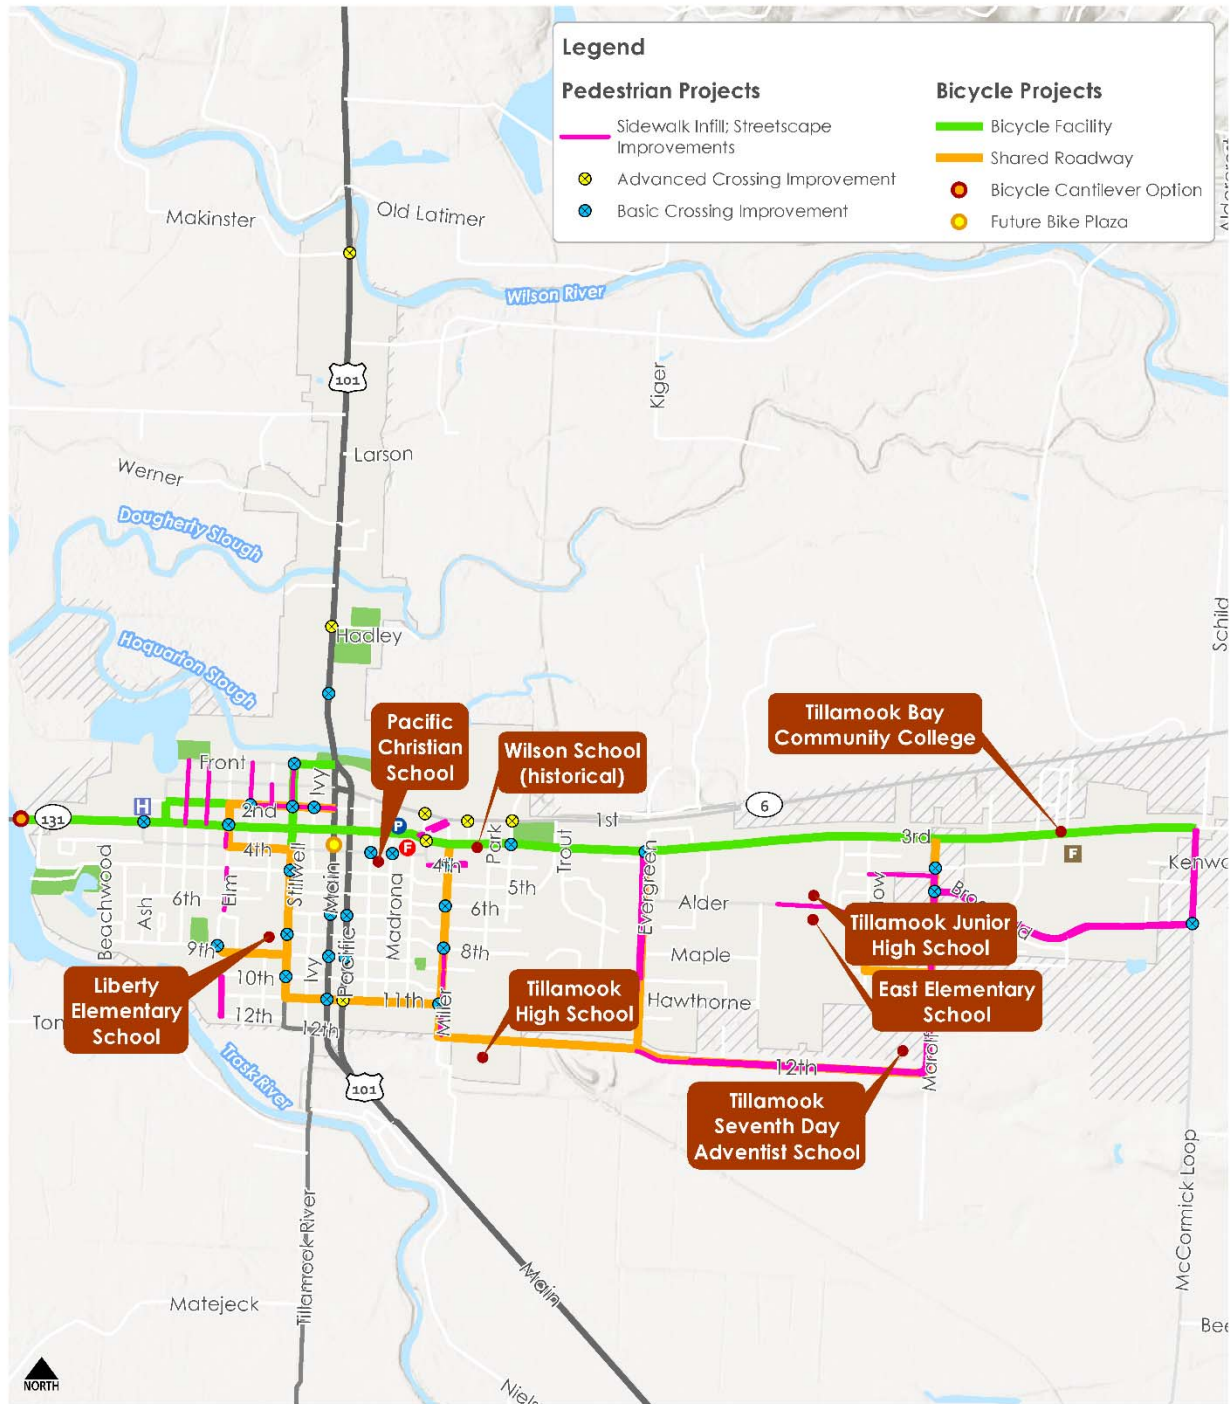 Legend
Pedestrian Projects
Sidewalk Infill; Streetscape
Improvements
Advanced Crossing Improvement
Basic Crossing Improvement
Bicycle Projects
Bicycle Facility
Shared Roadway
Bicycle Cantilever Option
Future Bike Plaza
Makinster
Old Latimer
Wilson River
101
Kiger
Larson
Werner
Dougherty Slough
Hadley
Hoquarton Slough
Schild
Pacific
Christian
School
Wilson School
(historical)
Tillamook Bay
Community College
Front
Ivy
H
2nd
131
P
F
6
1st
3rd
F
4th
Stillwell
Main
4th
Park
Trout
Evergreen
Kenwo
Beachwood
Ash
6th
Elm
Madrona
5th
6th
Alder
Tillamook Junior
High School
9th
Pacific
8th
Maple
10th
Ivy
Liberty
Elementary
School
Tillamook
High School
Hawthorne
East Elementary
School
11th
Miller
12th
12th
12th
Trask River
101
Tillamook
Seventh Day
Adventist School
McCormick Loop
Tillamook River
Main
Matejeck
NORTH